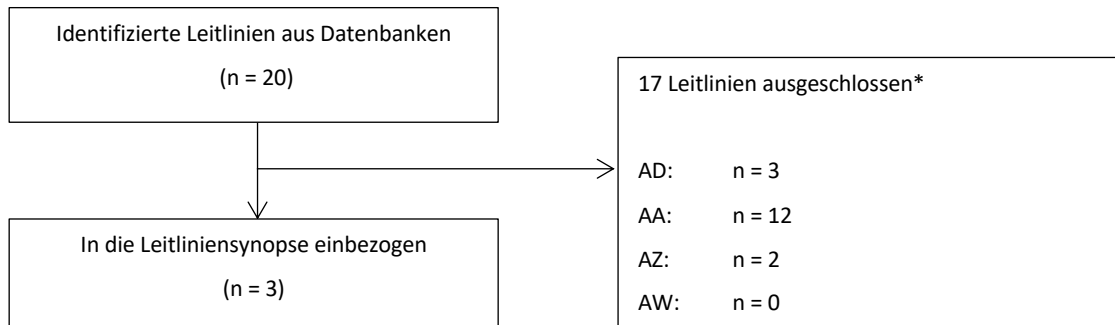 Identifizierte Leitlinien aus Datenbanken
(n = 20)
17 Leitlinien ausgeschlossen*
AD: n = 3
AA: n = 12
AZ: n = 2
AW: n = 0
In die Leitliniensynopse einbezogen
(n = 3)